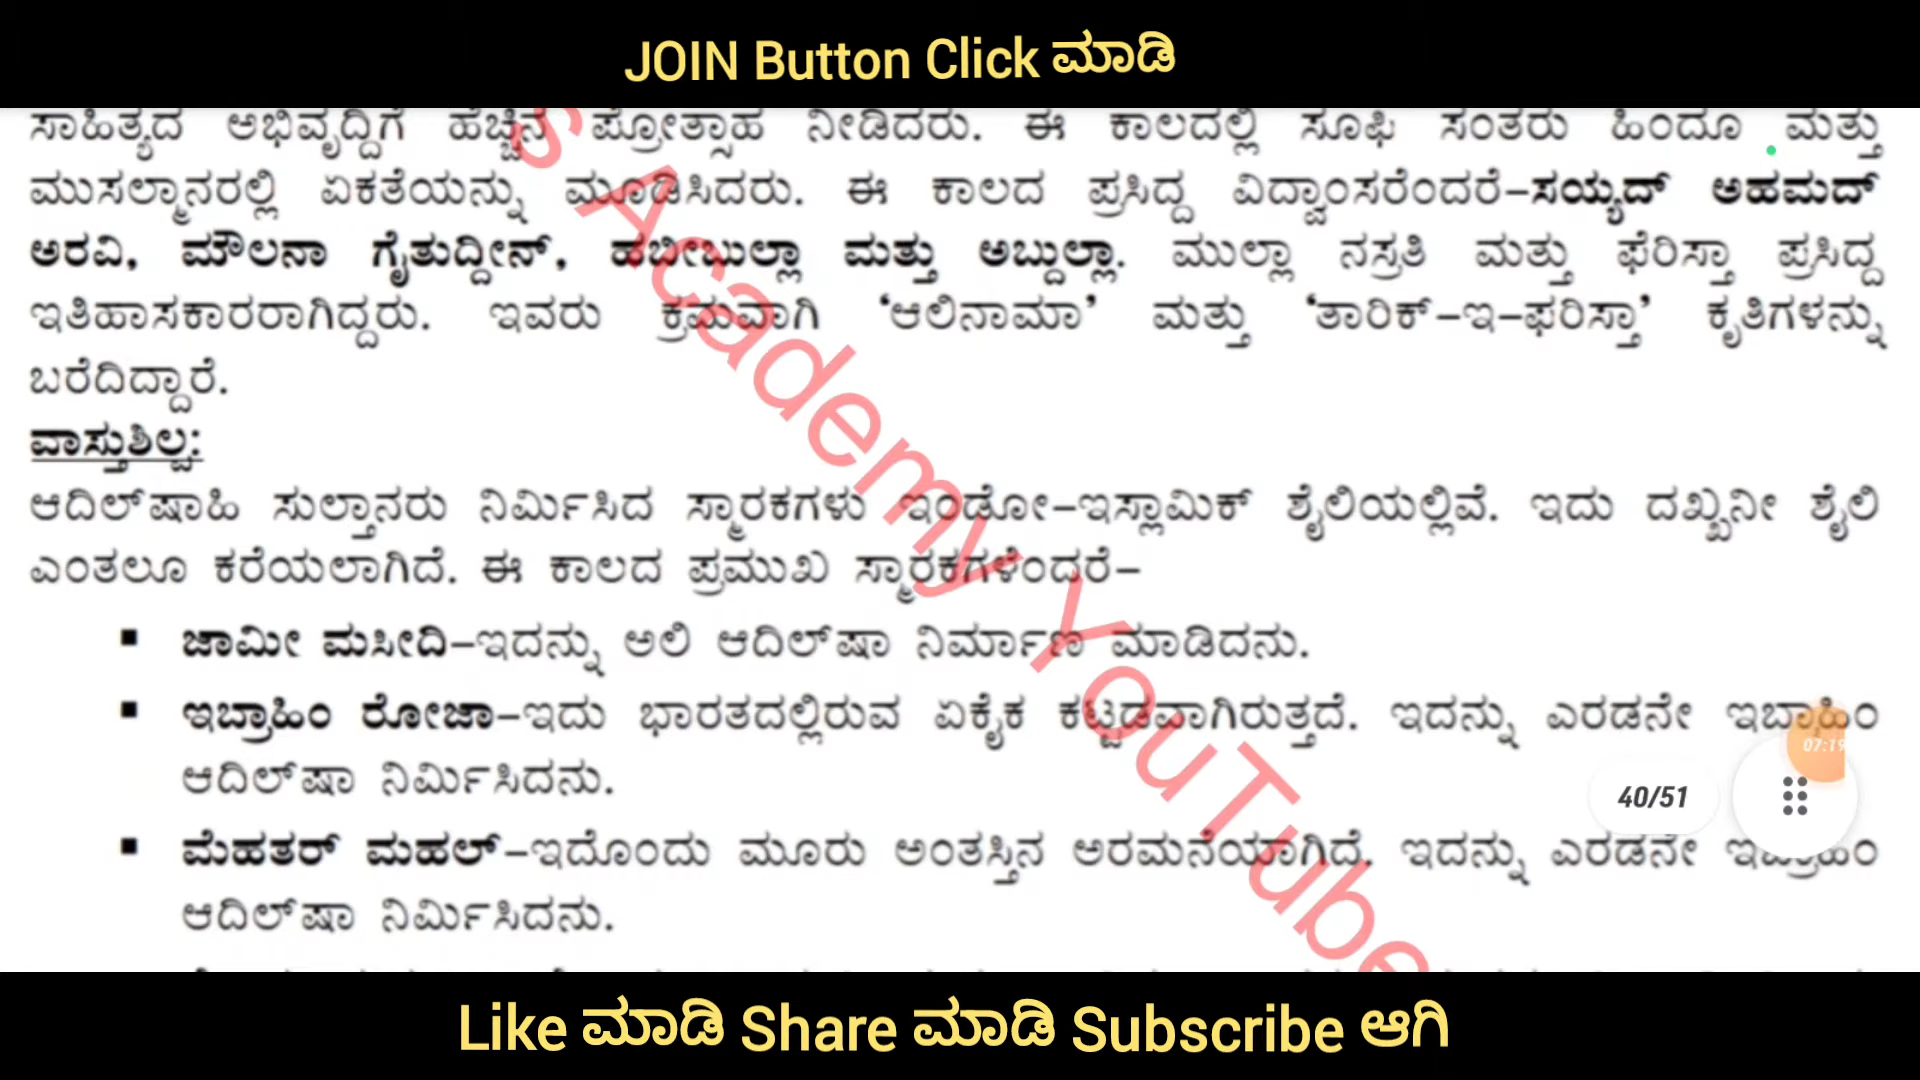 JOIN Button Click ಮಾಡಿ
ಸಾಹಿತ್ಯದ ಅಭಿವೃದ್ದಿಗೆ ಹೆಚ್ಚಿನ ಪ್ರೋತ್ಸಾಹ ನೀಡಿದರು. ಈ ಕಾಲದಲ್ಲಿ ಸೂಫಿ ಸಂತರು ಹಿಂದೂ ಮತ್ತು
ಮುಸಲ್ಮಾನರಲ್ಲಿ ಏಕತೆಯನ್ನು ಮೂಡಿಸಿದರು. ಈ ಕಾಲದ ಪ್ರಸಿದ್ದ ವಿದ್ವಾಂಸರೆಂದರೆ–ಸಯ್ಯದ್ ಅಹಮದ್
ಅರವಿ, ಮೌಲನಾ ಗೈತುದ್ದೀನ್, ಹಬೀಬುಲ್ಲಾ ಮತ್ತು ಅಬ್ದುಲ್ಲಾ. ಮುಲ್ಲಾ ನಸ್ರತಿ ಮತ್ತು ಫೆರಿಸ್ತಾ ಪ್ರಸಿದ್ದ
ಇತಿಹಾಸಕಾರರಾಗಿದ್ದರು. ಇವರು ಕ್ರಮವಾಗಿ ‘ಆಲಿನಾಮಾ’ ಮತ್ತು ‘ತಾರಿಕ್–ಇ–ಫರಿಸ್ತಾ’ ಕೃತಿಗಳನ್ನು
ಬರೆದಿದ್ದಾರೆ.
ವಾಸ್ತುಶಿಲ್ಪ:
ಆದಿಲ್‌ಷಾಹಿ ಸುಲ್ತಾನರು ನಿರ್ಮಿಸಿದ ಸ್ಮಾರಕಗಳು ಇಂಡೋ–ಇಸ್ಲಾಮಿಕ್ ಶೈಲಿಯಲ್ಲಿವೆ. ಇದು ದಖ್ಖನೀ ಶೈಲಿ
ಎಂತಲೂ ಕರೆಯಲಾಗಿದೆ. ಈ ಕಾಲದ ಪ್ರಮುಖ ಸ್ಮಾರಕಗಳೆಂದರೆ–
▪ ಜಾಮೀ ಮಸೀದಿ–ಇದನ್ನು ಅಲಿ ಆದಿಲ್‌ಷಾ ನಿರ್ಮಾಣ ಮಾಡಿದನು.
▪ ಇಬ್ರಾಹಿಂ ರೋಜಾ–ಇದು ಭಾರತದಲ್ಲಿರುವ ಏಕೈಕ ಕಟ್ಟಡವಾಗಿರುತ್ತದೆ. ಇದನ್ನು ಎರಡನೇ ಇಬ್ರಾಹಿಂ
ಆದಿಲ್‌ಷಾ ನಿರ್ಮಿಸಿದನು.
▪ ಮೆಹತರ್ ಮಹಲ್–ಇದೊಂದು ಮೂರು ಅಂತಸ್ತಿನ ಅರಮನೆಯಾಗಿದೆ. ಇದನ್ನು ಎರಡನೇ ಇಬ್ರಾಹಿಂ
ಆದಿಲ್‌ಷಾ ನಿರ್ಮಿಸಿದನು.
s Academy YouTube
07:19
40/51
Like ಮಾಡಿ Share ಮಾಡಿ Subscribe ಆಗಿ